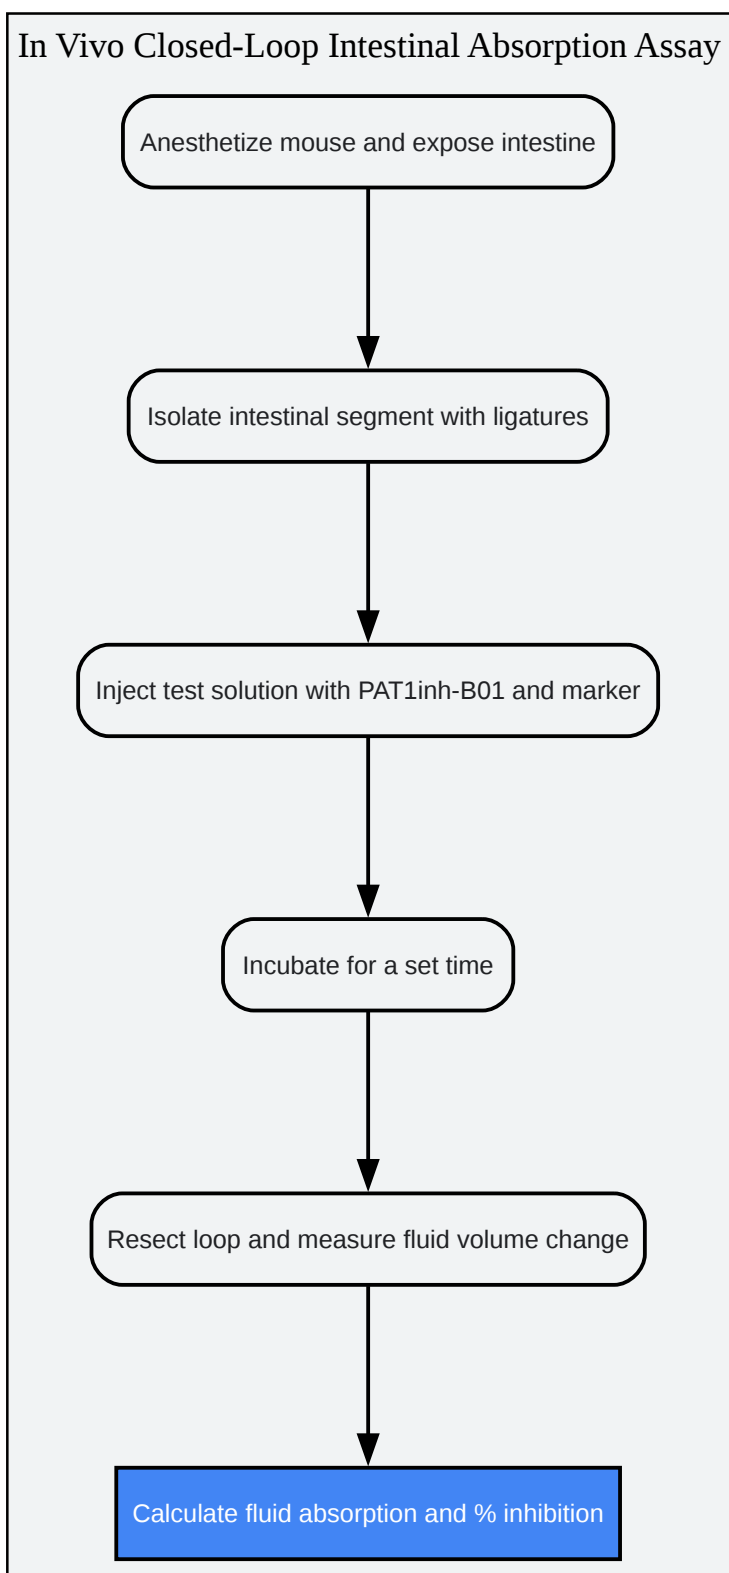 In Vivo Closed-Loop Intestinal Absorption Assay
Anesthetize mouse and expose intestine
Isolate intestinal segment with ligatures
Inject test solution with PAT1inh-B01 and marker
Incubate for a set time
Resect loop and measure fluid volume change
Calculate fluid absorption and % inhibition